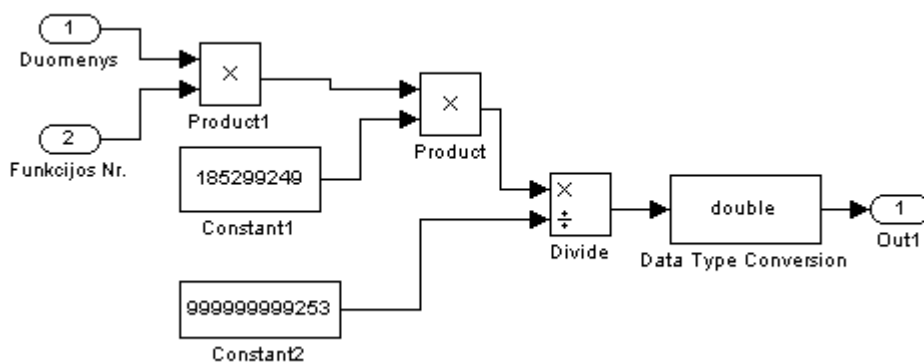 1
Duomenys
×
Product1
2
Funkcijos Nr.
×
Product
185299249
Constant1
×
÷
Divide
double
Data Type Conversion
1
Out1
999999999253
Constant2